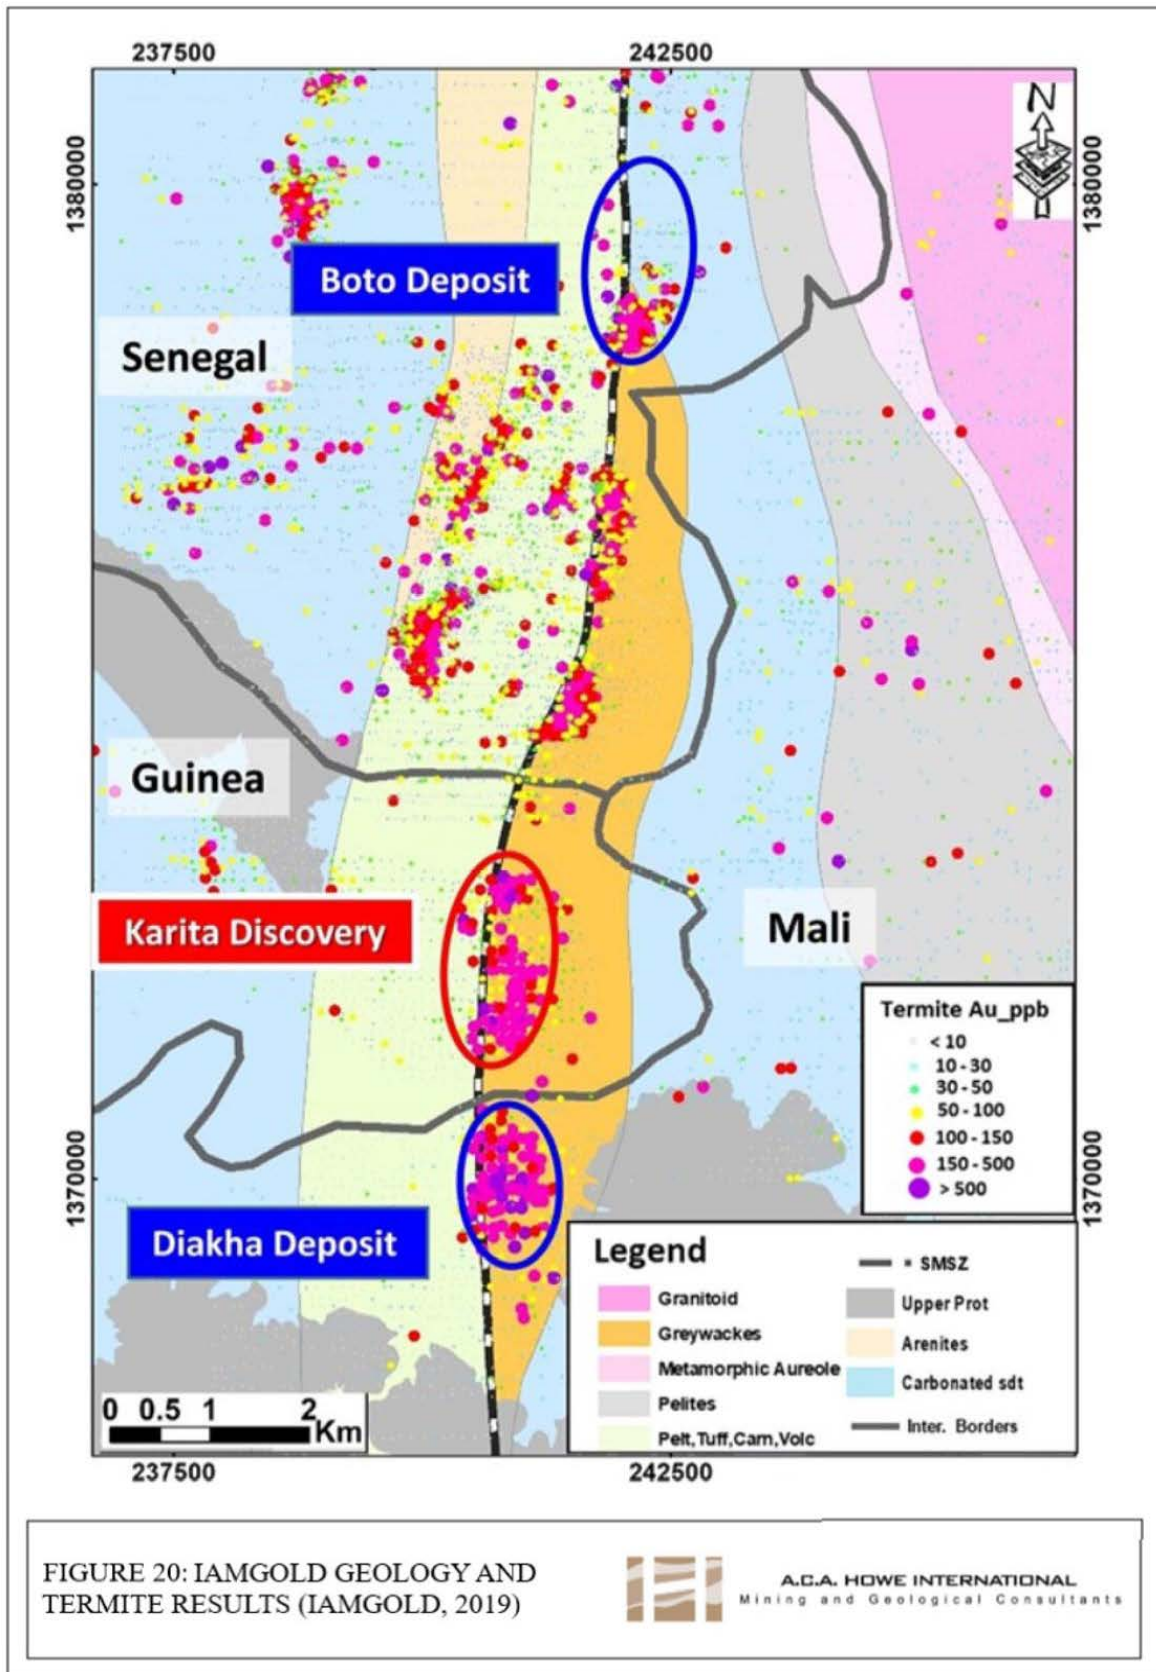 237500
242500
N
1380000
1380000
Boto Deposit
Senegal
Guinea
Karita Discovery
Mali
Termite Au_ppb
< 10
10 - 30
30 - 50
50 - 100
100 - 150
150 - 500
> 500
1370000
1370000
Diakha Deposit
Legend
Granitoid
Greywackes
Metamorphic Aureole
Pelites
Pelt,Tuff,Carn,Volc
SMSZ
Upper Prot
Arenites
Carbonated sdt
Inter. Borders
0 0.5 1 2
Km
237500
242500
FIGURE 20: IAMGOLD GEOLOGY AND
TERMITE RESULTS (IAMGOLD, 2019)
A.C.A. HOWE INTERNATIONAL
Mining and Geological Consultants